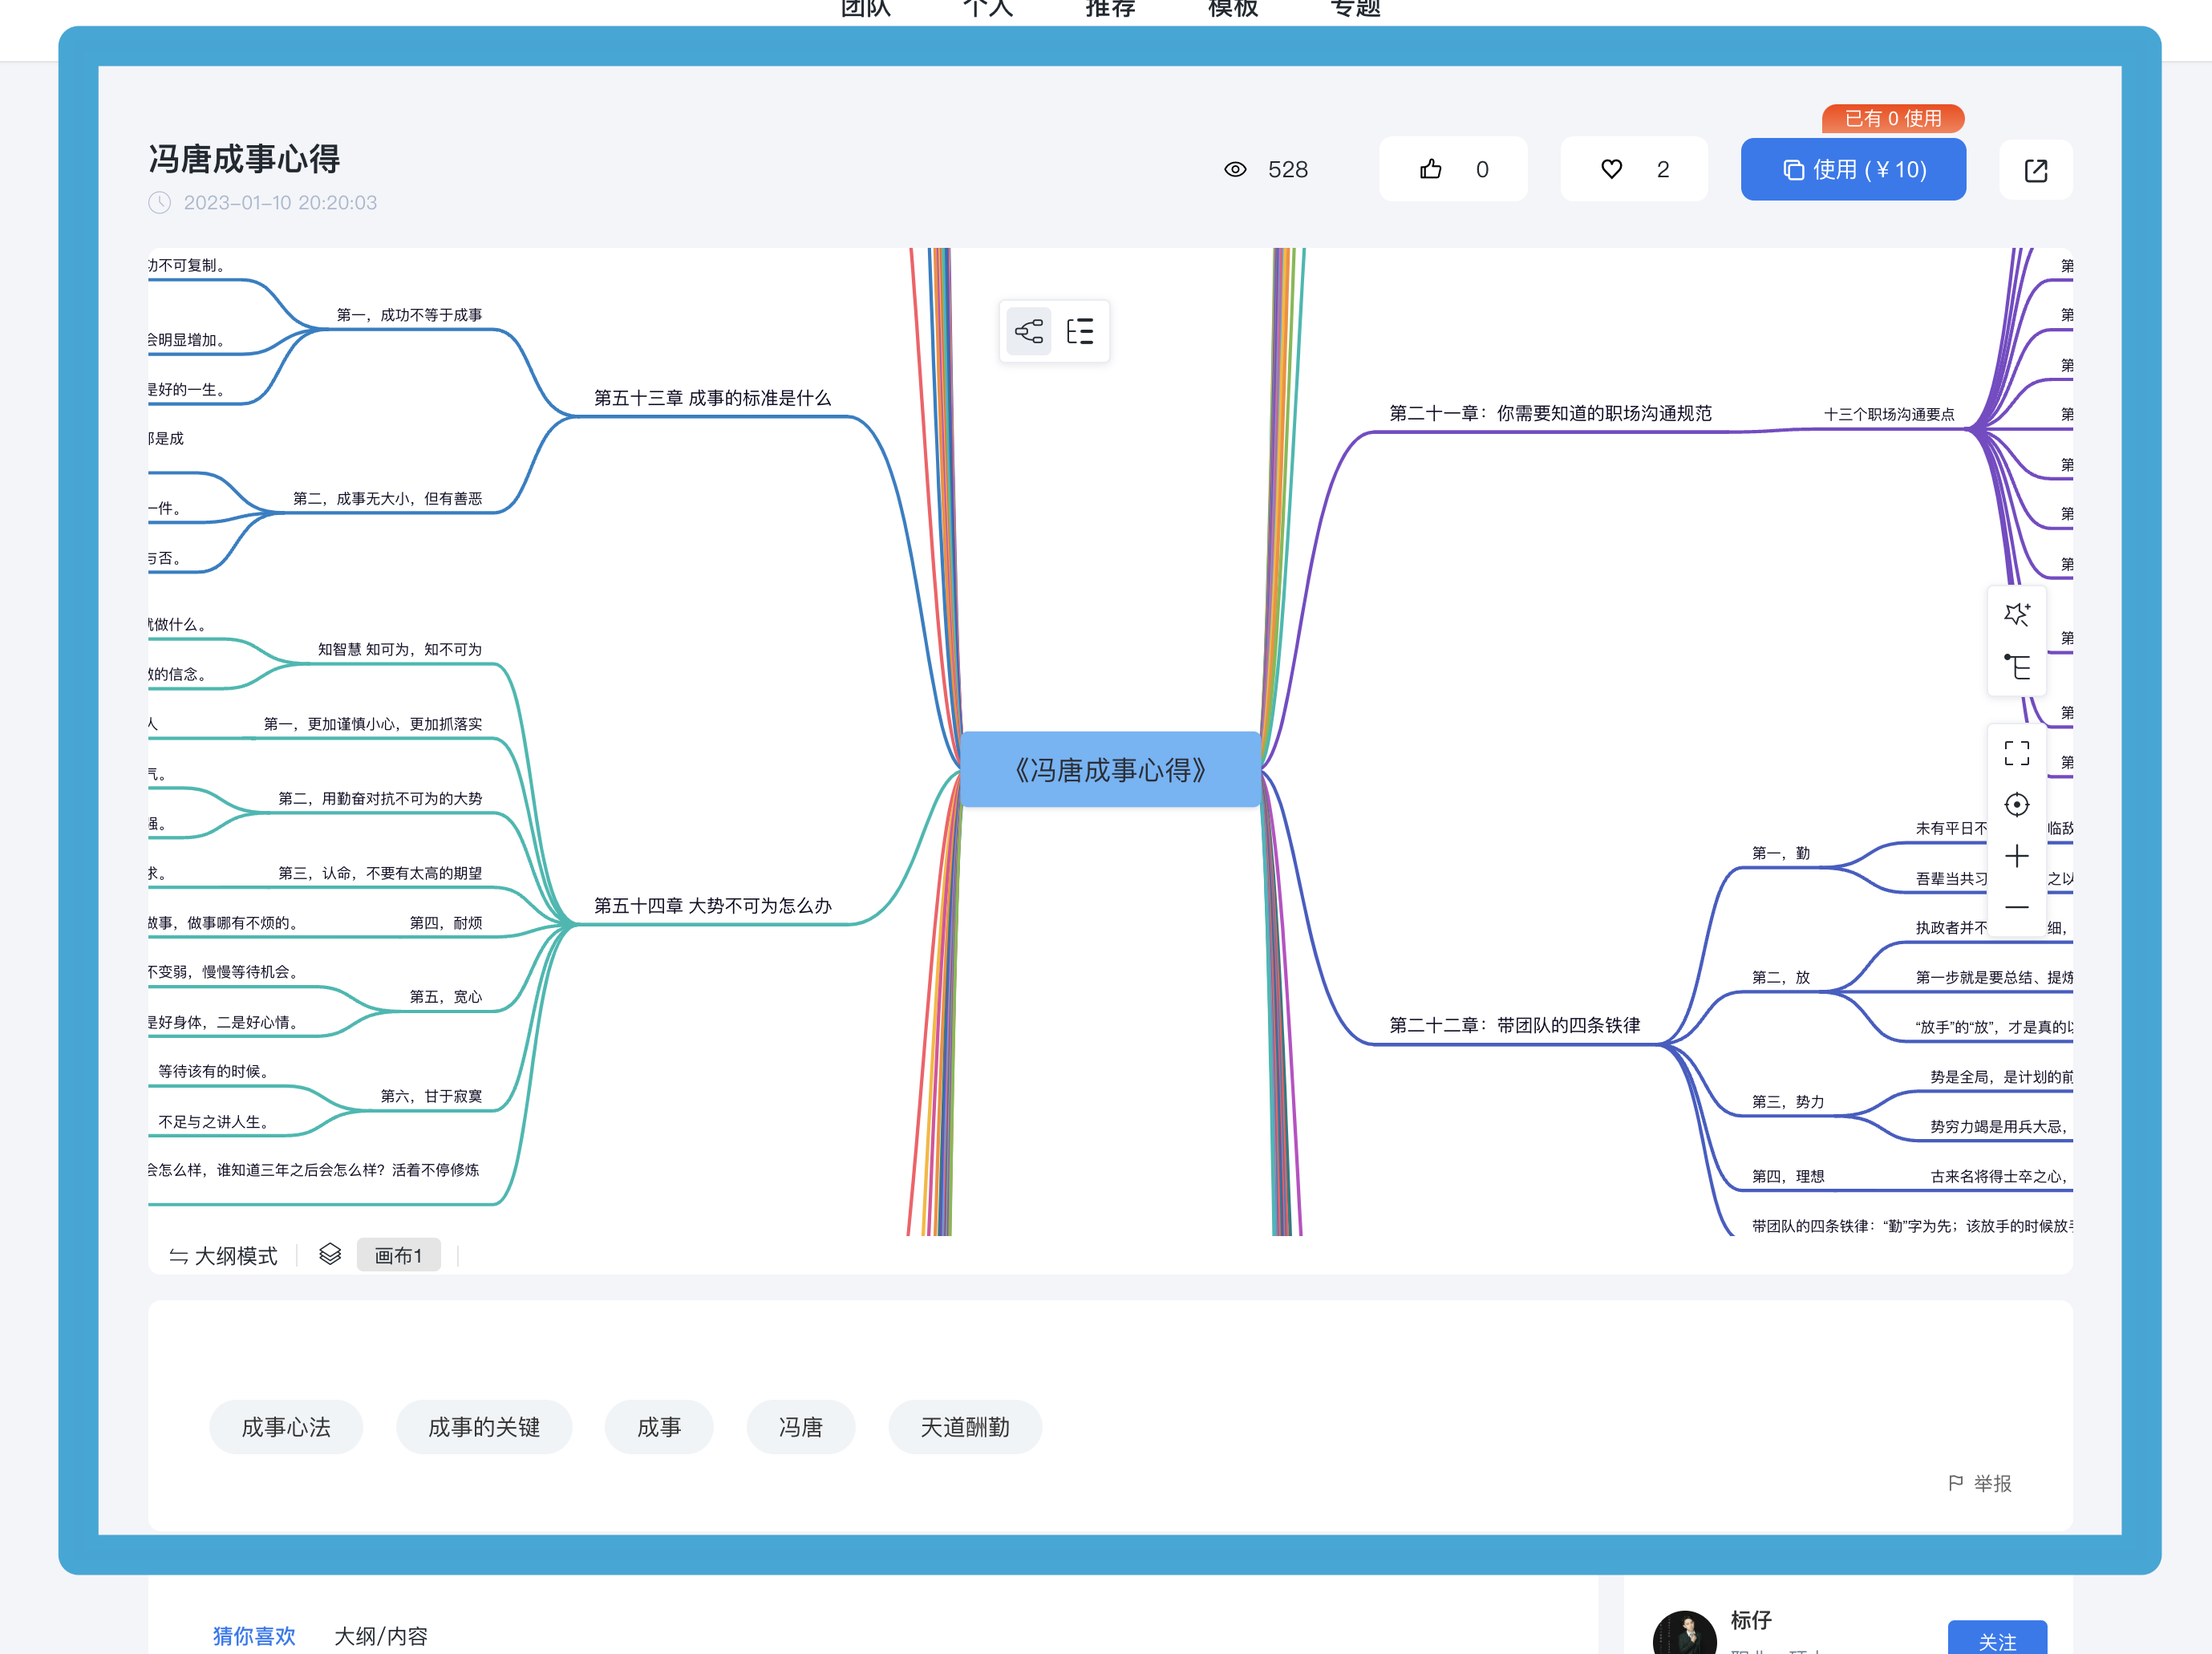 团队 个人 推荐 模板 专题
已有 0 使用
冯唐成事心得
2023-01-10 20:20:03
528
0
2
使用 (￥10)
功不可复制。
第一，成功不等于成事
会明显增加。
是好的一生。
第五十三章 成事的标准是什么
都是成
第二，成事无大小，但有善恶
一件。
与否。
就做什么。
知智慧 知可为，知不可为
做的信念。
人
第一，更加谨慎小心，更加抓落实
气。
第二，用勤奋对抗不可为的大势
强。
求。
第三，认命，不要有太高的期望
第五十四章 大势不可为怎么办
做事，做事哪有不烦的。
第四，耐烦
不变弱，慢慢等待机会。
第五，宽心
是好身体，二是好心情。
等待该有的时候。
第六，甘于寂寞
不足与之讲人生。
会怎么样，谁知道三年之后会怎么样？活着不停修炼
《冯唐成事心得》
第二十一章：你需要知道的职场沟通规范
十三个职场沟通要点
第
第
第
第
第
第
第
第
第
第
第二十二章：带团队的四条铁律
第一，勤
未有平日不
临敌
吾辈当共习
之以
第二，放
执政者并不
细，
第一步就是要总结、提炼
“放手”的“放”，才是真的以
第三，势力
势是全局，是计划的前
势穷力竭是用兵大忌，
第四，理想
古来名将得士卒之心，
带团队的四条铁律：“勤”字为先；该放手的时候放手
大纲模式
画布1
成事心法
成事的关键
成事
冯唐
天道酬勤
举报
猜你喜欢
大纲/内容
标仔
关注